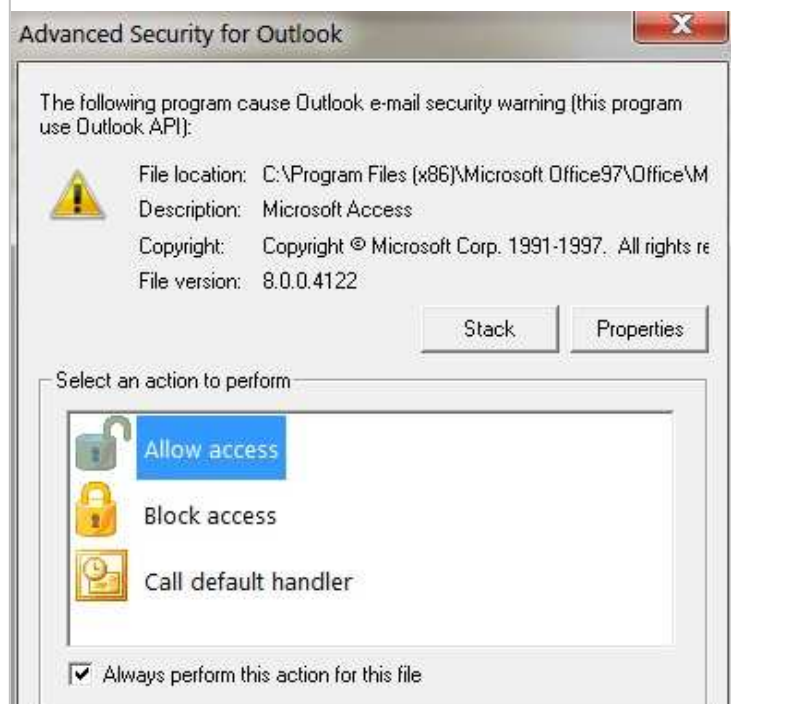 Advanced Security for Outlook
The following program cause Outlook e-mail security warning (this program
use Outlook API):
File location: C:\Program Files (x86)\Microsoft Office97\Office\M
Description: Microsoft Access
Copyright: Copyright © Microsoft Corp. 1991-1997. All rights re
File version: 8.0.0.4122
Stack Properties
Select an action to perform
Allow access
Block access
Call default handler
Always perform this action for this file